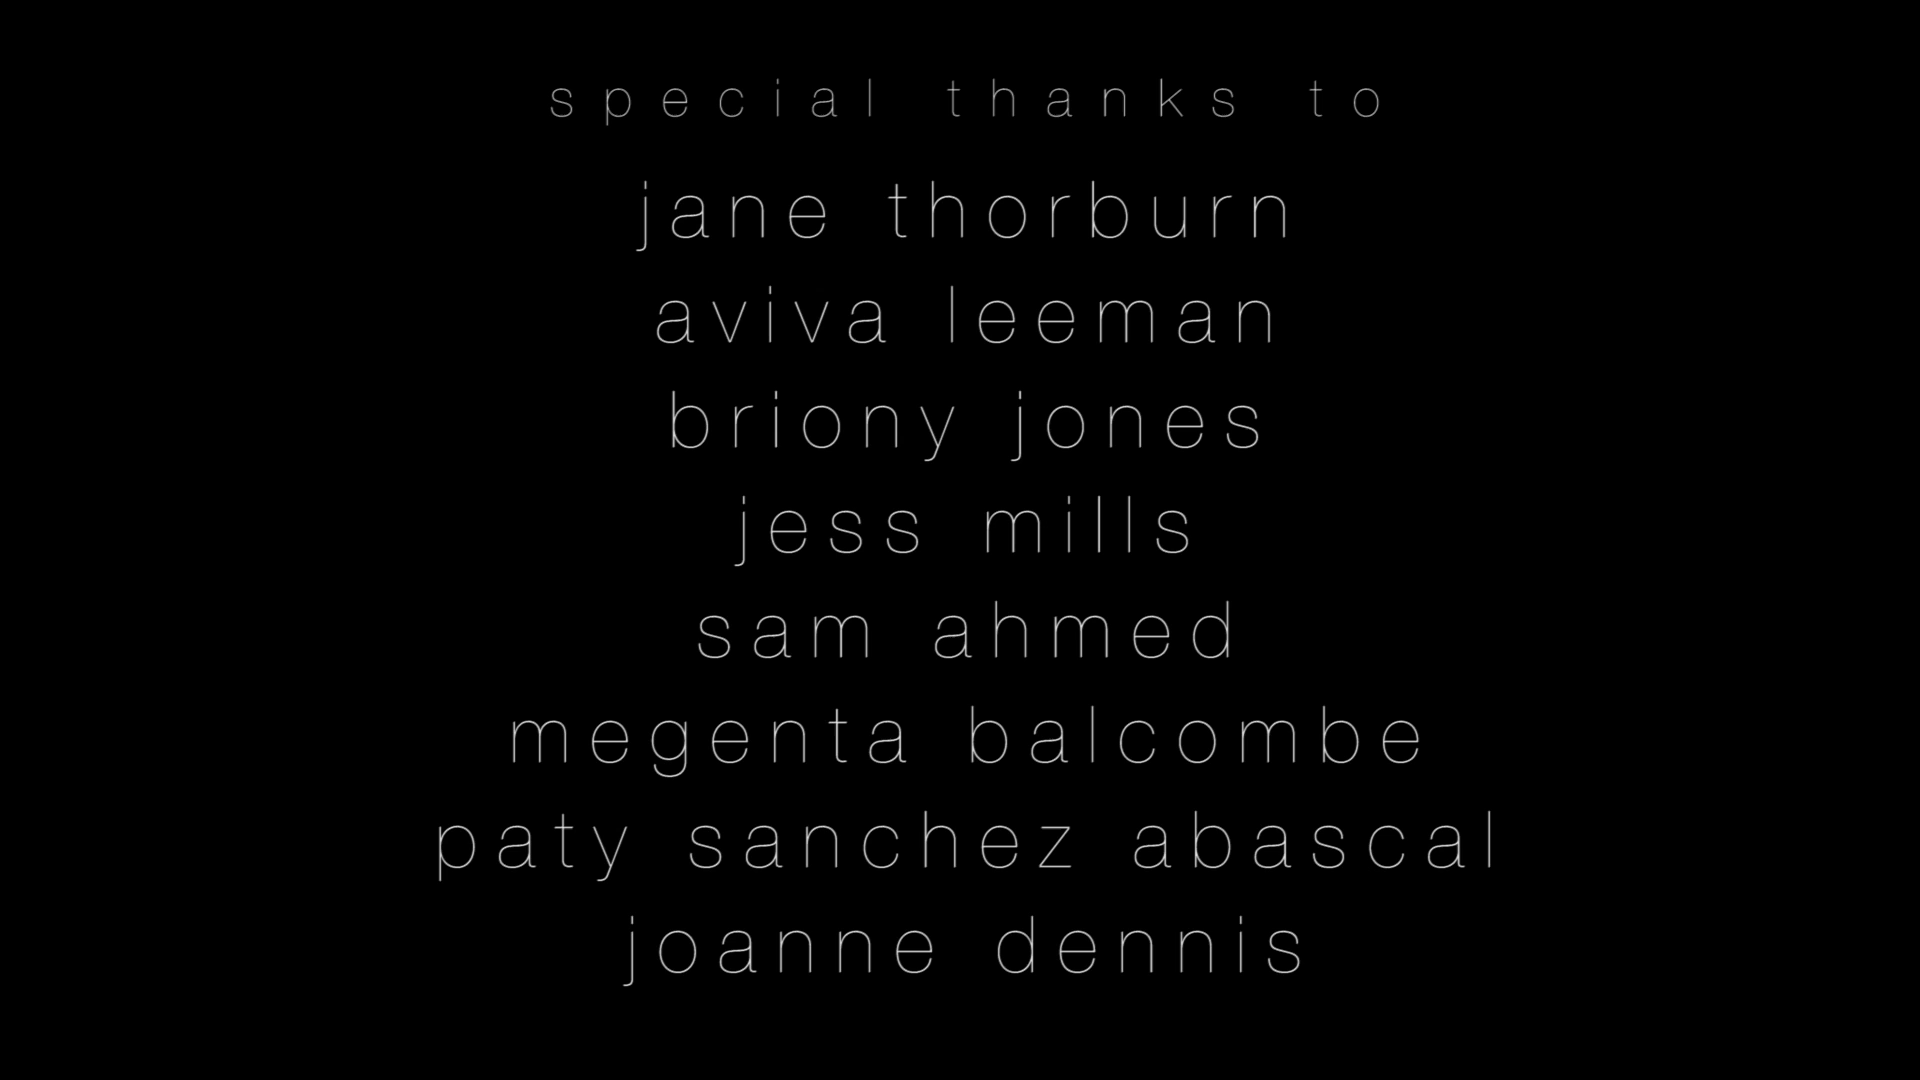 special thanks to
jane thorburn
aviva leeman
briony jones
jess mills
sam ahmed
megenta balcombe
paty sanchez abascal
joanne dennis